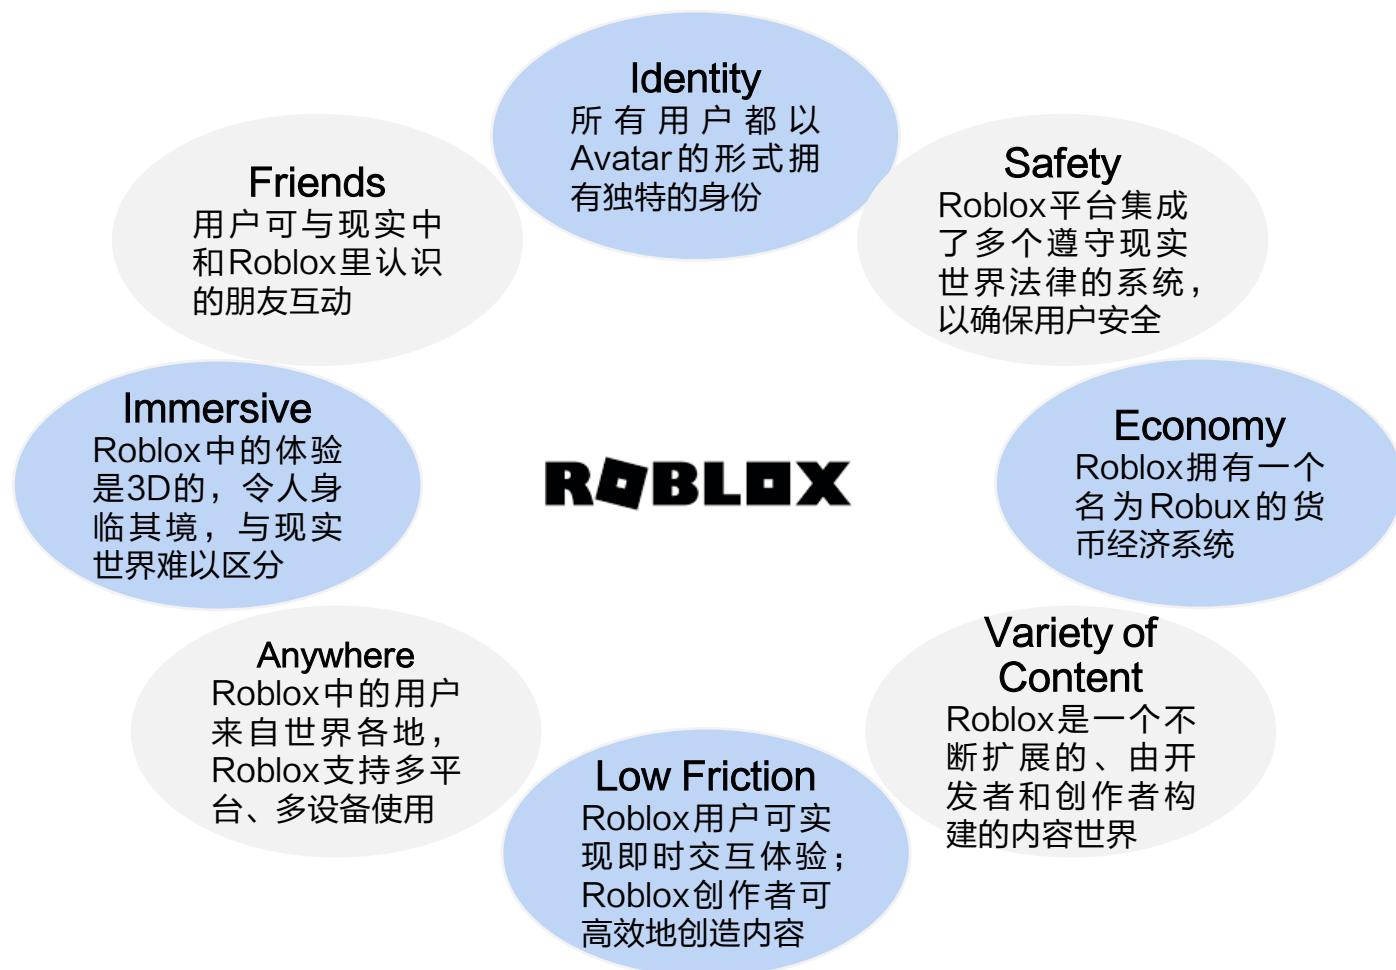 Identity
所有用户都以
Avatar的形式拥
有独特的身份
Safety
Roblox平台集成
了多个遵守现实
世界法律的系统，
以确保用户安全
Friends
用户可与现实中
和Roblox里认识
的朋友互动
Immersive
Roblox中的体验
是3D的，令人身
临其境，与现实
世界难以区分
ROBLOX
Economy
Roblox拥有一个
名为Robux的货
币经济系统
Anywhere
Roblox中的用户
来自世界各地，
Roblox支持多平
台、多设备使用
Variety of
Content
Roblox是一个不
断扩展的、由开
发者和创作者构
建的内容世界
Low Friction
Roblox用户可实
现即时交互体验；
Roblox创作者可
高效地创造内容